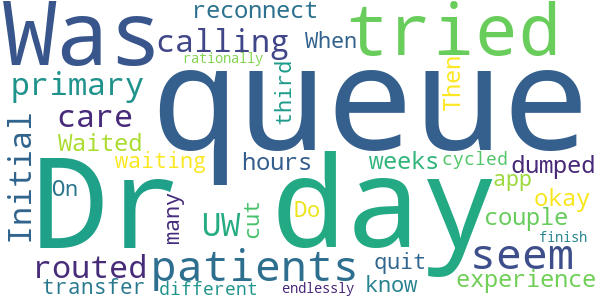 Was
tried
reconnect
calling
When
rationally
primary
queue
third
Then
care
Waited
Initial
waiting
hours
weeks
cycled
dumped
Dr
day
On
app
okay
many
UW
cut
Do
couple
seem
finish
routed
patients
quit
experience
transfer
different
endlessly
know